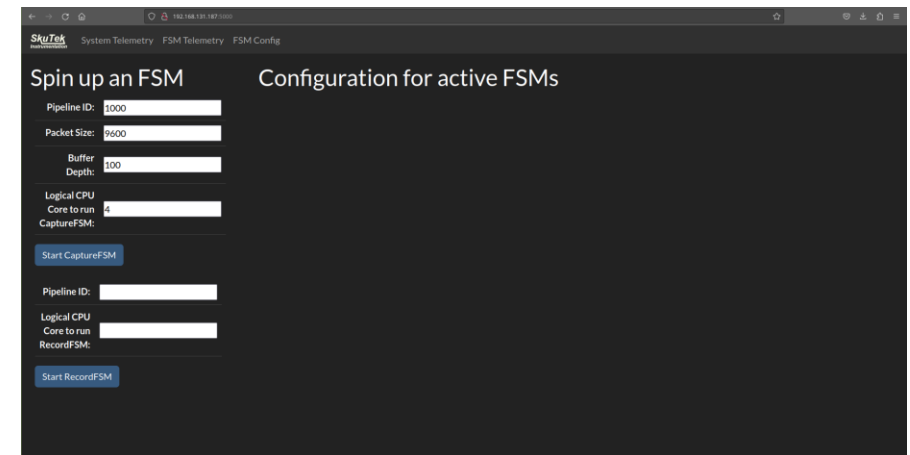 192.168.131.187:5000
SkuTek
Instrumentation
System Telemetry FSM Telemetry FSM Config
Spin up an FSM
Pipeline ID: 1000
Packet Size: 9600
Buffer
Depth: 100
Logical CPU
Core to run
CaptureFSM: 4
Start CaptureFSM
Pipeline ID:
Logical CPU
Core to run
RecordFSM:
Start RecordFSM
Configuration for active FSMs